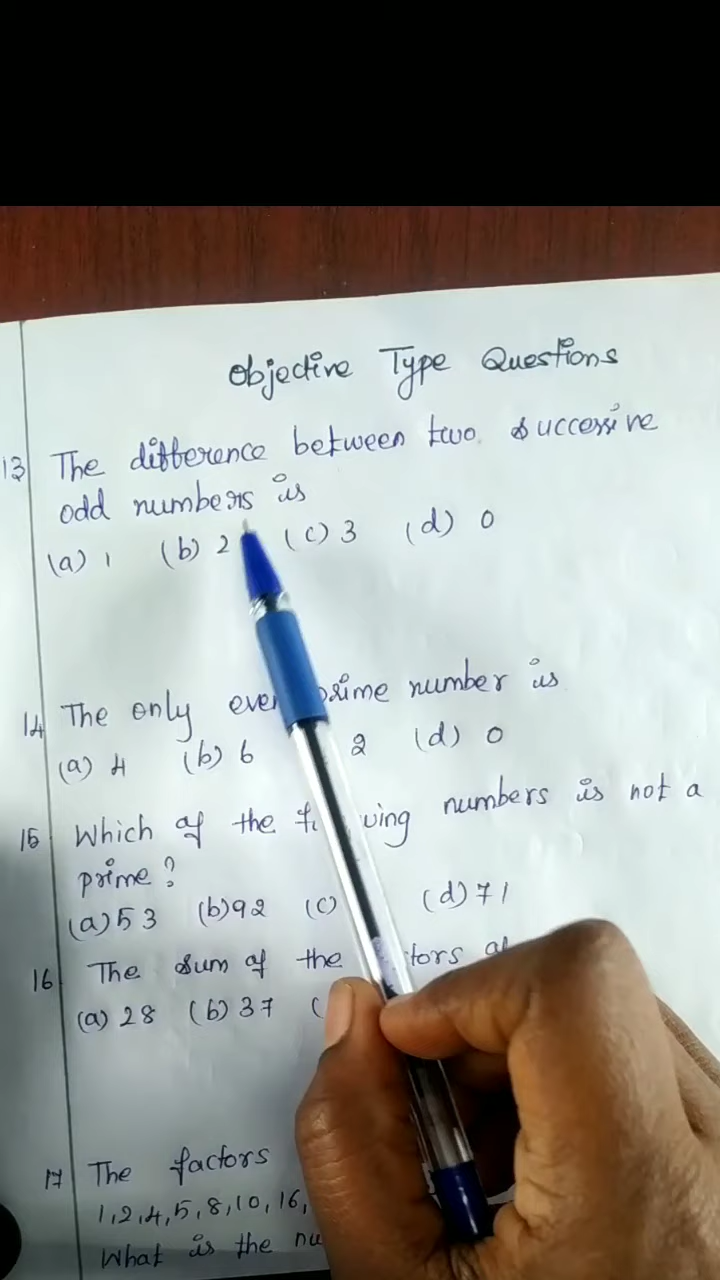 Objective Type Questions
13 The difference between two successive
odd numbers is
(a) 1 (b) 2 (c) 3 (d) 0
14 The only even prime number is
(a) 4 (b) 6 2 (d) 0
15 Which of the numbers is not a
prime?
(a) 53 (b) 92 (c) (d) 71
16 The sum of the
(a) 28 (b) 37 (
17 The factors
1,2,4,5,8,10,16,
What is the